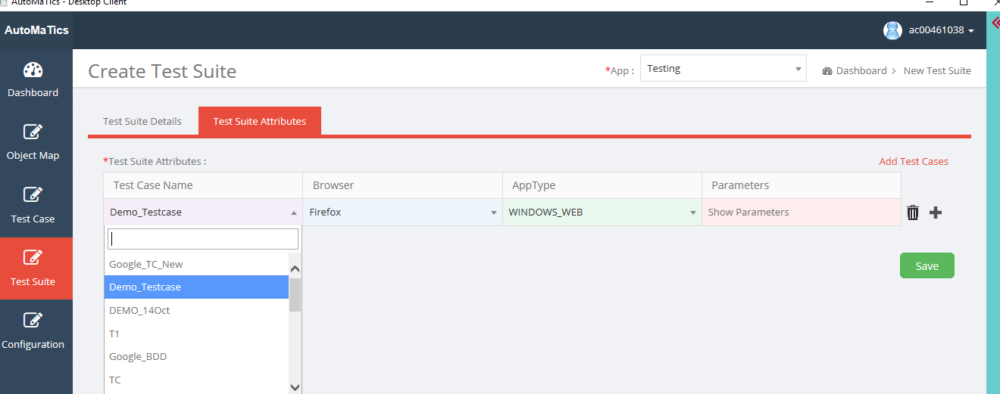 AutoMaTics - Desktop Client
AutoMaTics
ac00461038
Create Test Suite
*App :
Testing
Dashboard > New Test Suite
Dashboard
Object Map
Test Case
Test Suite
Configuration
Test Suite Details
Test Suite Attributes
*Test Suite Attributes :
Add Test Cases
Test Case Name Browser AppType Parameters
Demo_Testcase Firefox WINDOWS_WEB Show Parameters
Google_TC_New
Demo_Testcase
DEMO_14Oct
T1
Google_BDD
TC
Save